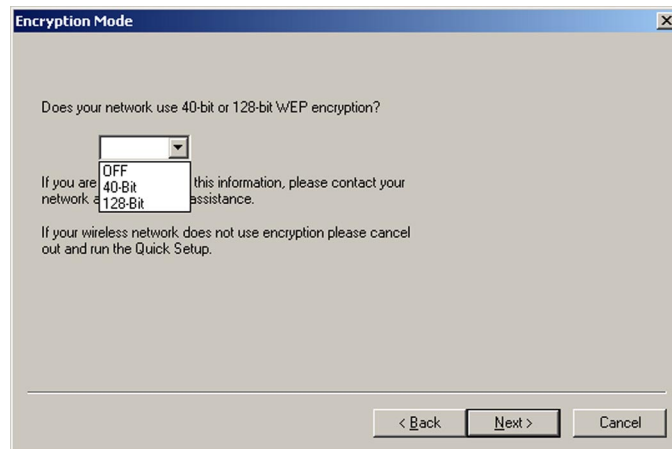 Encryption Mode
Does your network use 40-bit or 128-bit WEP encryption?
OFF
40-Bit
128-Bit
If you are this information, please contact your
network a assistance.
If your wireless network does not use encryption please cancel
out and run the Quick Setup.
< Back
Next >
Cancel